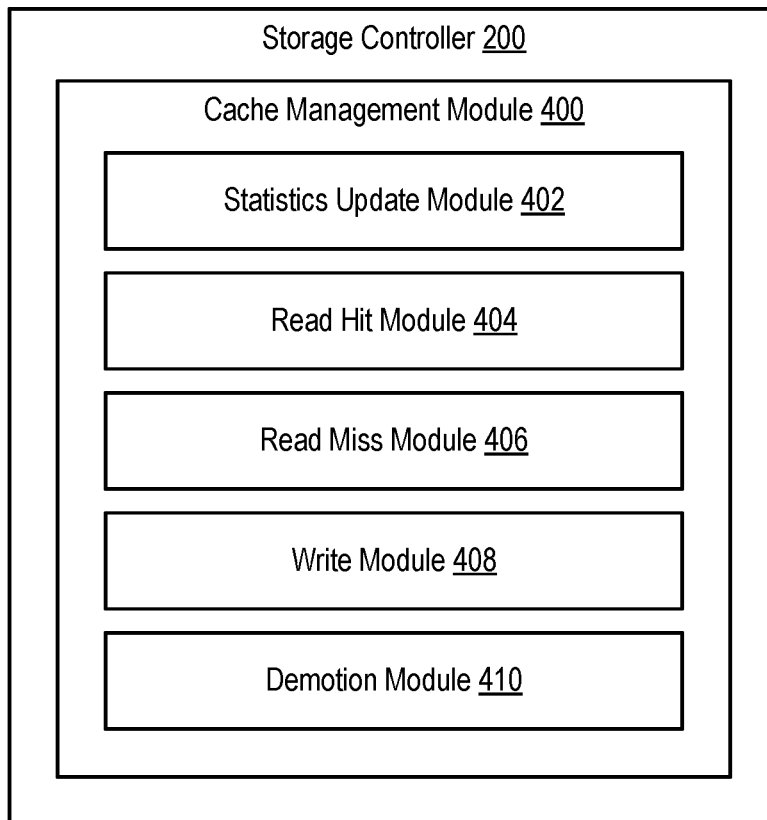 Storage Controller 200
Cache Management Module 400
Statistics Update Module 402
Read Hit Module 404
Read Miss Module 406
Write Module 408
Demotion Module 410